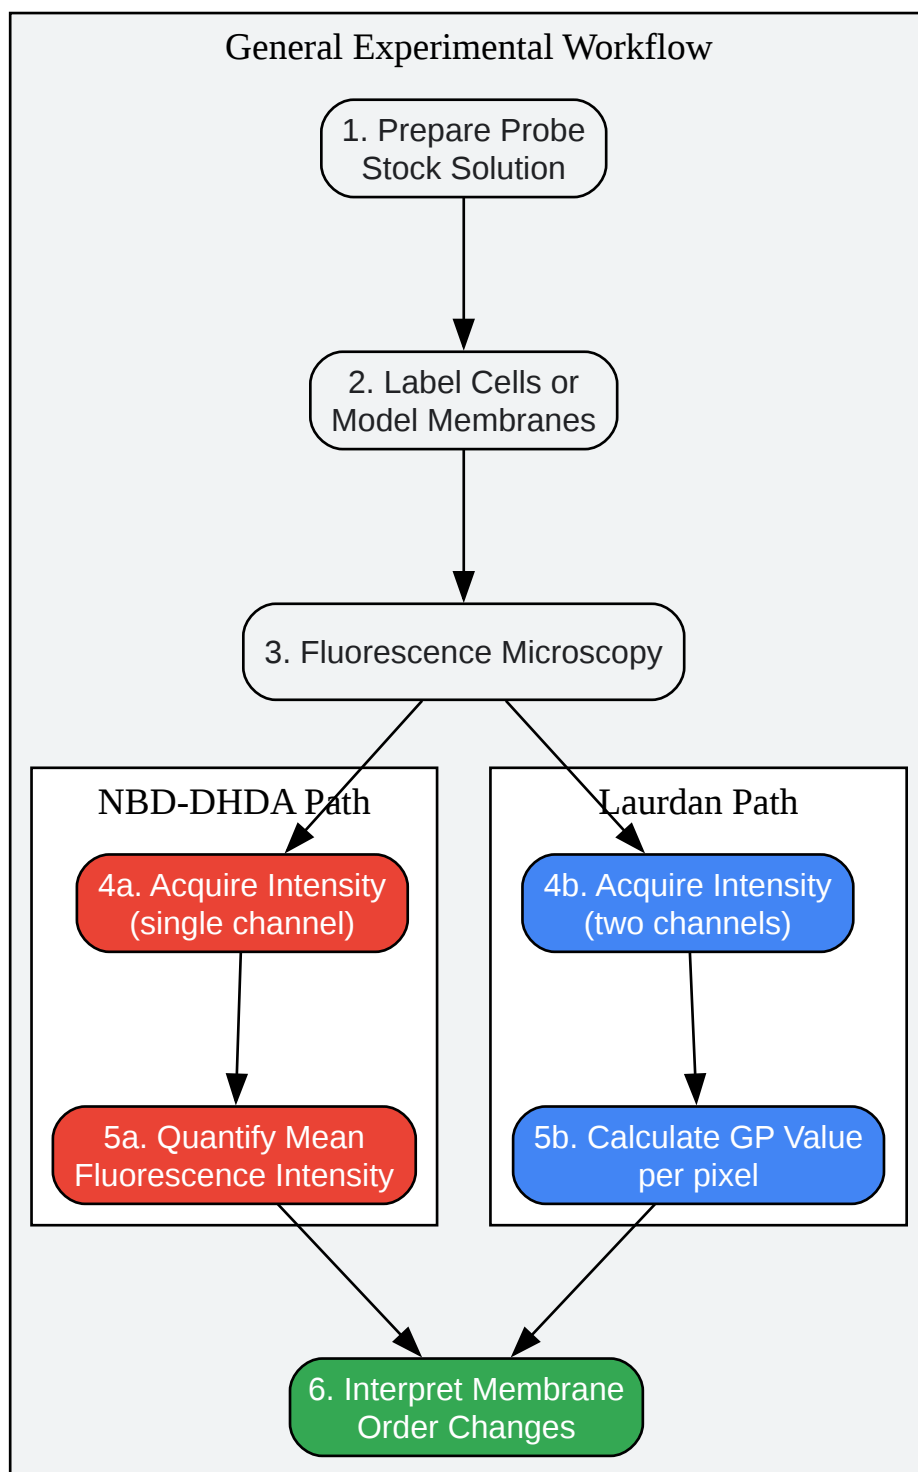 General Experimental Workflow
1. Prepare Probe
Stock Solution
2. Label Cells or
Model Membranes
3. Fluorescence Microscopy
NBD-DHDA Path
4a. Acquire Intensity
(single channel)
5a. Quantify Mean
Fluorescence Intensity
Laurdan Path
4b. Acquire Intensity
(two channels)
5b. Calculate GP Value
per pixel
6. Interpret Membrane
Order Changes